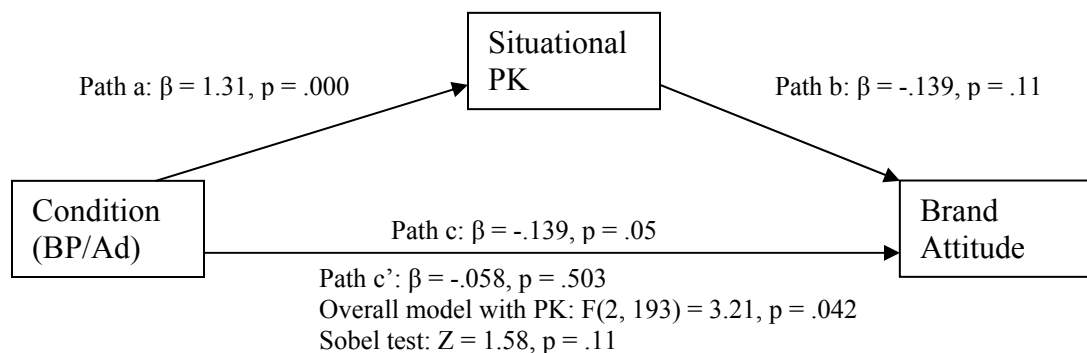 Situational
PK
Path a: β = 1.31, p = .000
Path b: β = -.139, p = .11
Condition
(BP/Ad)
Path c: β = -.139, p = .05
Brand
Attitude
Path c’: β = -.058, p = .503
Overall model with PK: F(2, 193) = 3.21, p = .042
Sobel test: Z = 1.58, p = .11